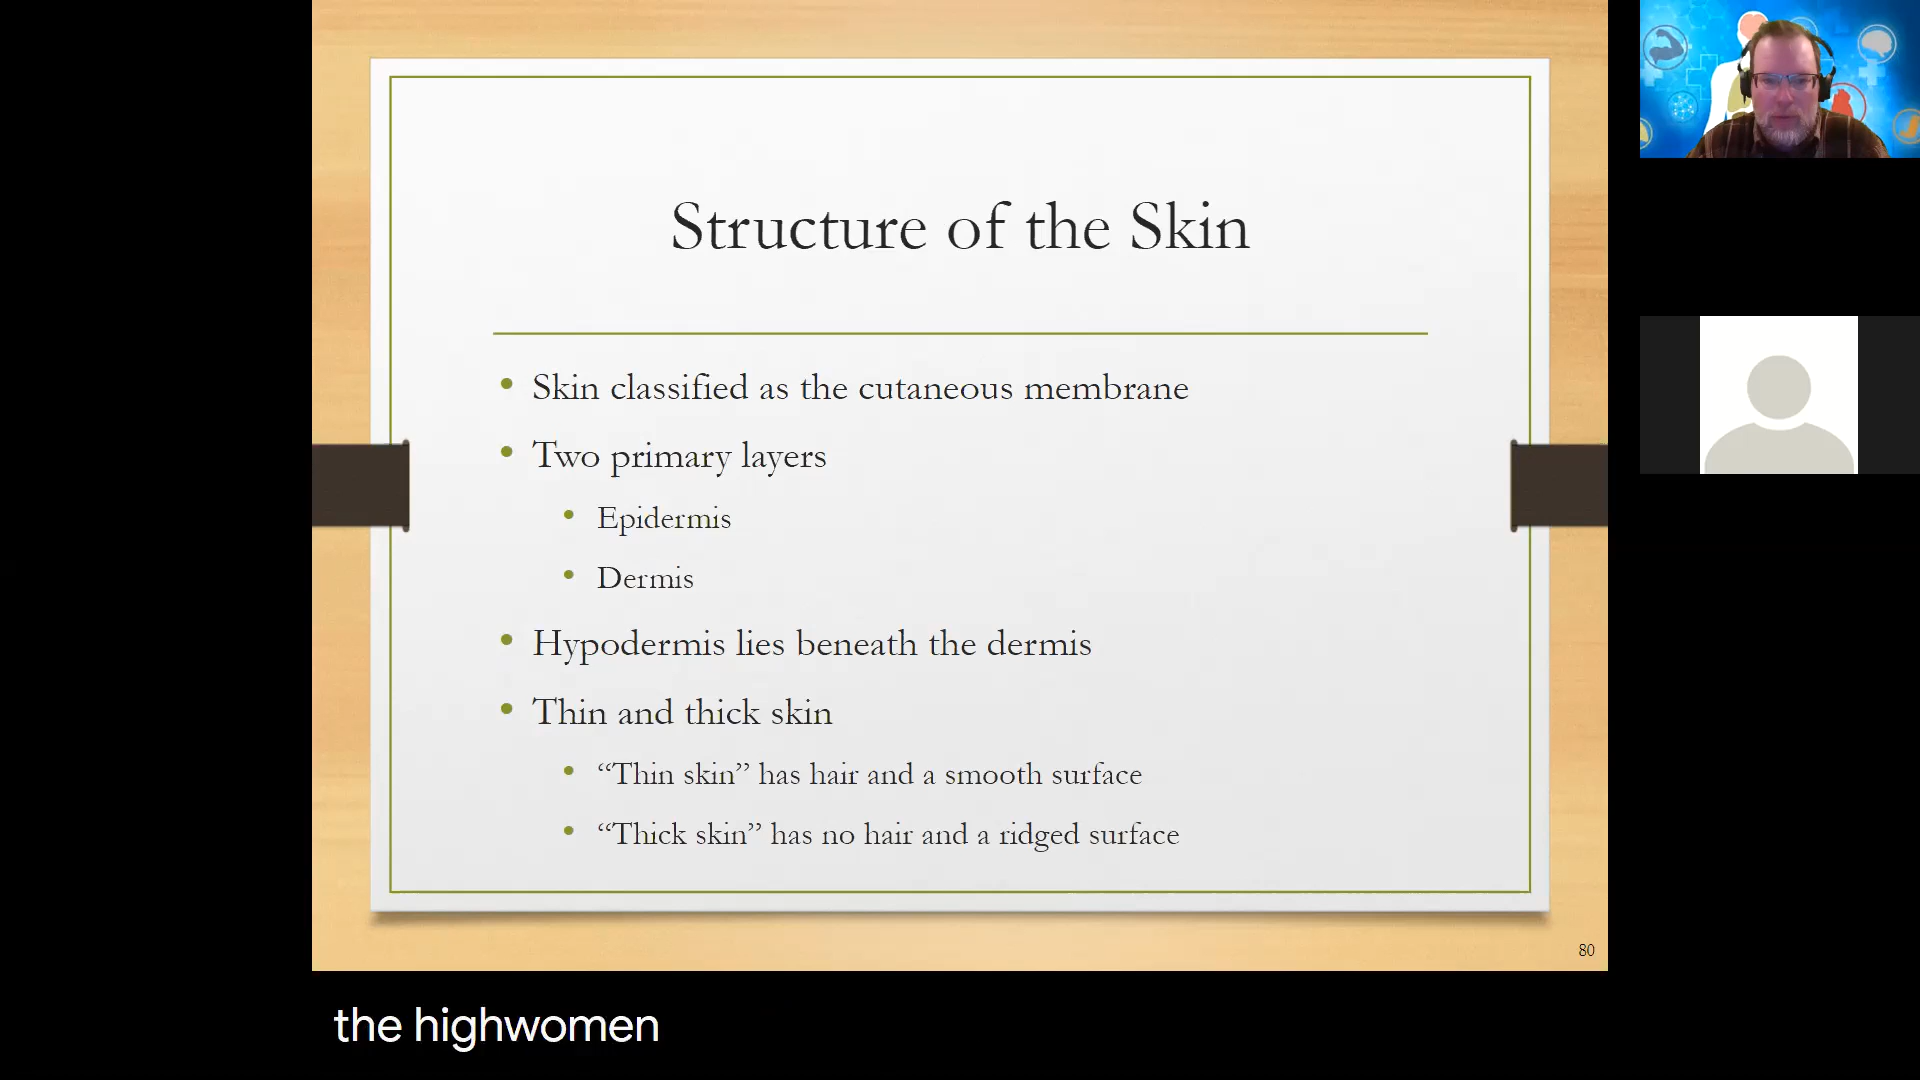 Structure of the Skin
• Skin classified as the cutaneous membrane
• Two primary layers
• Epidermis
• Dermis
• Hypodermis lies beneath the dermis
• Thin and thick skin
• “Thin skin” has hair and a smooth surface
• “Thick skin” has no hair and a ridged surface
80
the highwomen